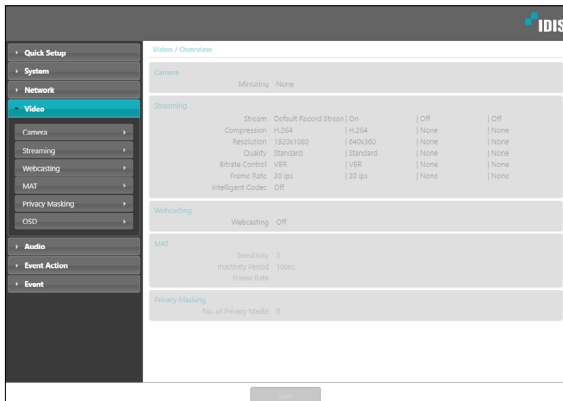 IDIS
Quick Setup
System
Network
Video
Camera
Streaming
Webcasting
MAT
Privacy Masking
OSD
Audio
Event Action
Event
Video / Overview
Camera
Mirroring None
Streaming
Stream Default Record Stream | On | Off | Off
Compression H.264 | H.264 | None | None
Resolution 1920x1080 | 640x360 | None | None
Quality Standard | Standard | None | None
Bitrate Control VBR | VBR | None | None
Frame Rate 30 ips | 30 ips | None | None
Intelligent Codec Off
Webcasting
Webcasting Off
MAT
Sensitivity 3
Inactivity Period 10sec.
Frame Rate
Privacy Masking
No. of Privacy Masks 0
Save